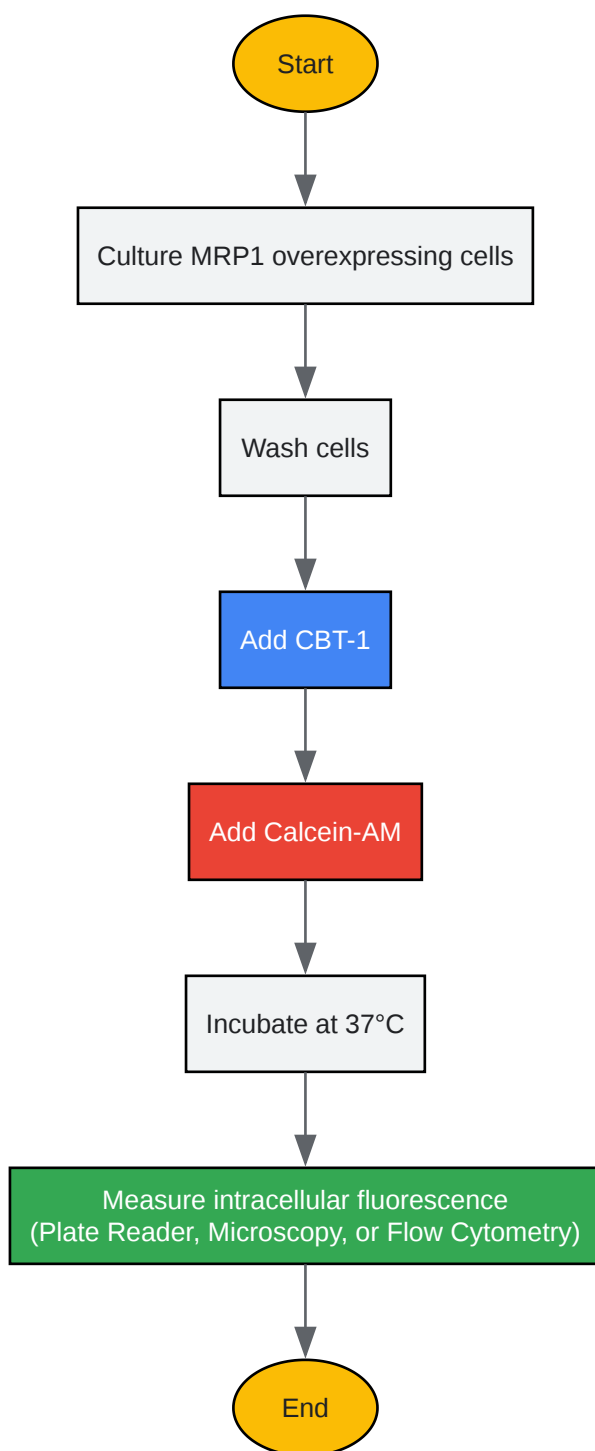 Start
Culture MRP1 overexpressing cells
Wash cells
Add CBT-1
Add Calcein-AM
Incubate at 37°C
Measure intracellular fluorescence
(Plate Reader, Microscopy, or Flow Cytometry)
End